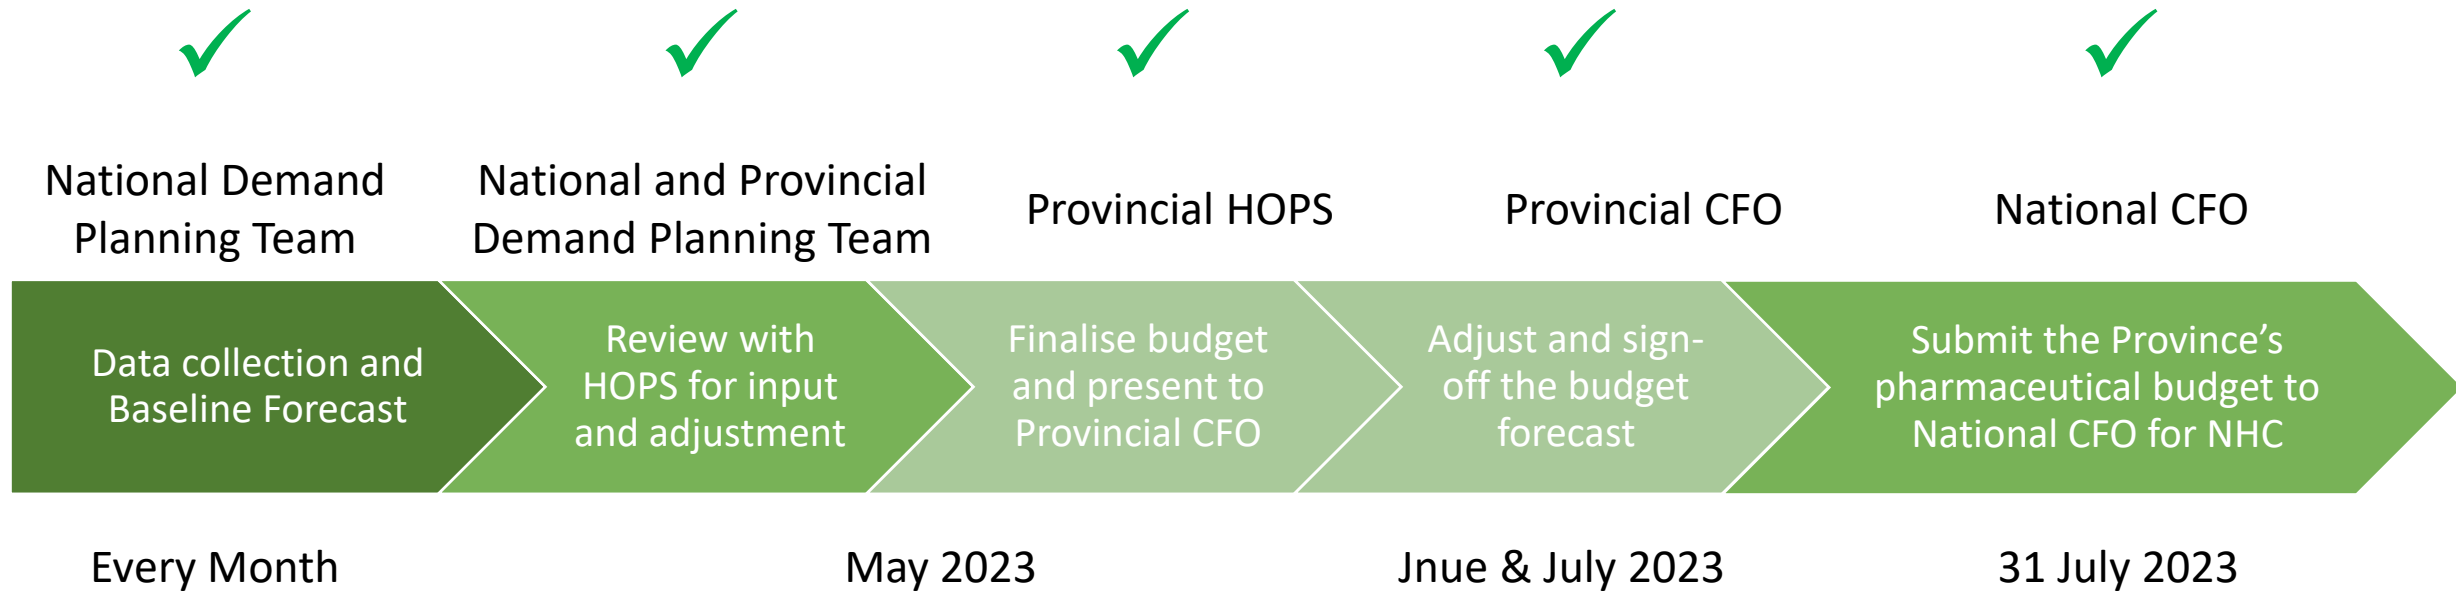 National Demand
Planning Team
National and Provincial
Demand Planning Team
Provincial HOPS
Provincial CFO
National CFO
Data collection and
Baseline Forecast
Review with
HOPS for input
and adjustment
Finalise budget
and present to
Provincial CFO
Adjust and sign-
off the budget
forecast
Submit the Province's
pharmaceutical budget to
National CFO for NHC
Every Month
May 2023
Jnue & July 2023
31 July 2023